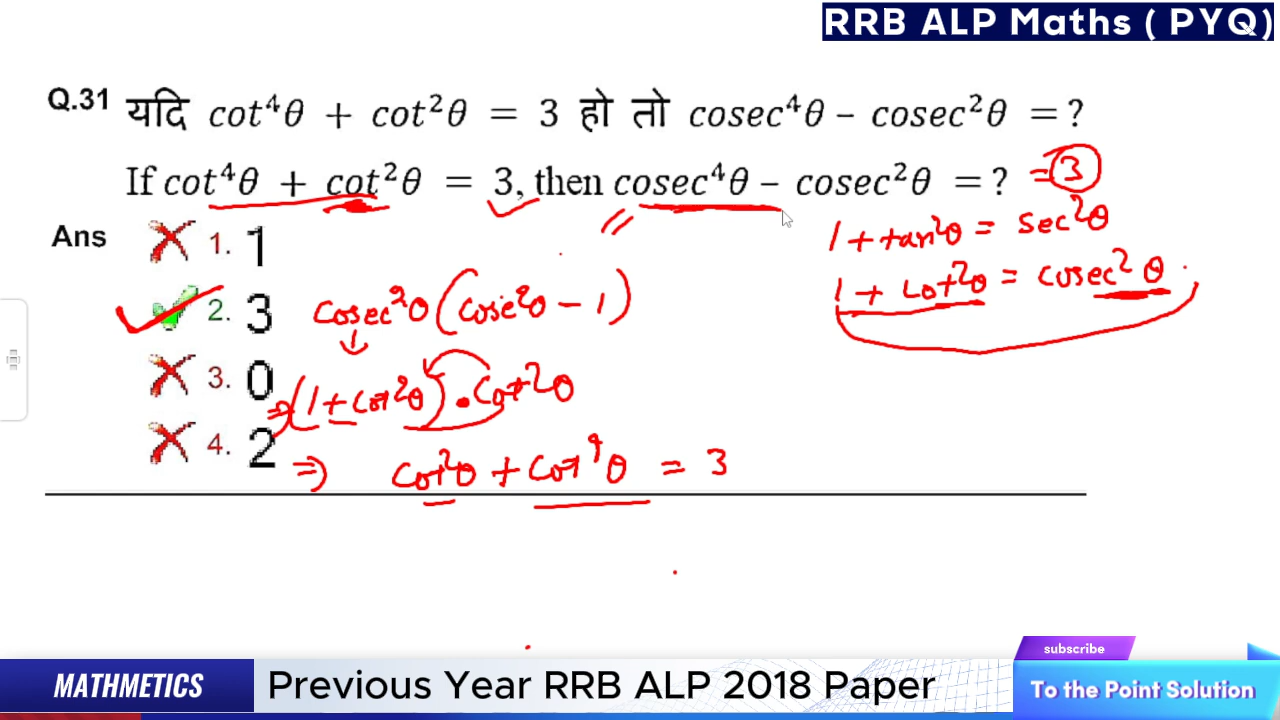 RRB ALP Maths ( PYQ)
Q.31 यदि cot⁴θ + cot²θ = 3 हो तो cosec⁴θ – cosec²θ = ?
If cot⁴θ + cot²θ = 3, then cosec⁴θ – cosec²θ = ? = 3
1 + tan²θ = sec²θ
1 + cot²θ = cosec²θ
Ans
1. 1
2. 3
3. 0
4. 2
cosec²θ (cosec²θ – 1)
⇒ (1 + cot²θ) . cot²θ
⇒ cot²θ + cot⁴θ = 3
subscribe
MATHMETICS
Previous Year RRB ALP 2018 Paper
To the Point Solution